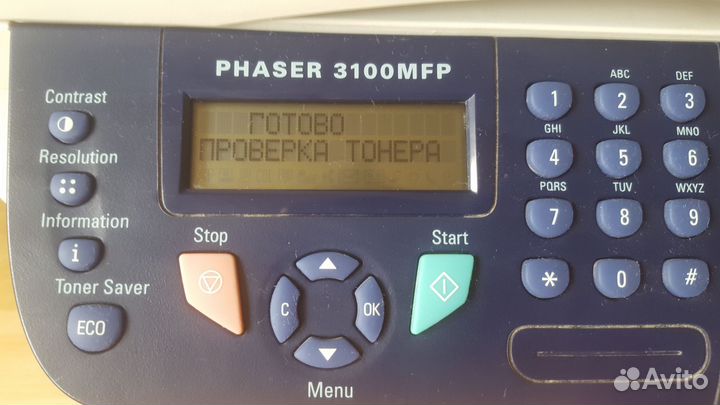 PHASER 3100MFP
ГОТОВО
ПРОВЕРКА ТОНЕРА
Contrast
Resolution
Information
i
Toner Saver
ECO
Stop
Start
C
OK
Menu
ABC DEF
1 2 3
GHI JKL MNO
4 5 6
PQRS TUV WXYZ
7 8 9
* 0 #
Avito